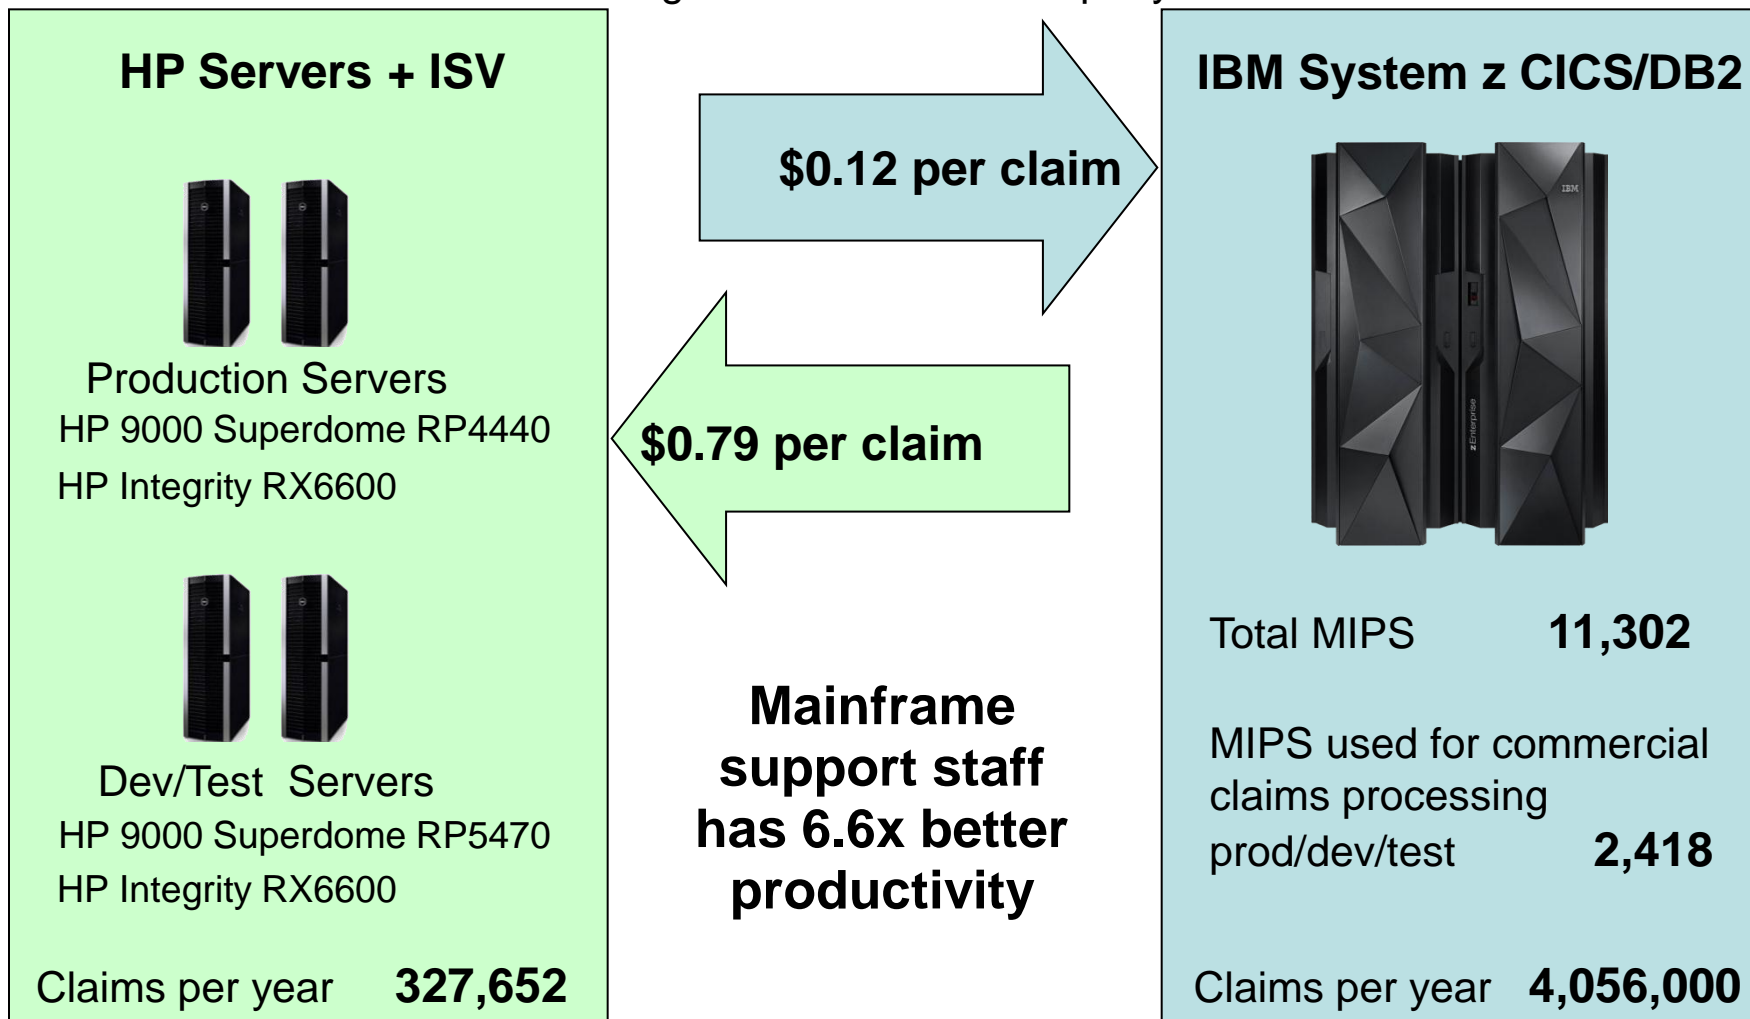 HP Servers + ISV
Production Servers
HP 9000 Superdome RP4440
HP Integrity RX6600
Dev/Test Servers
HP 9000 Superdome RP5470
HP Integrity RX6600
Claims per year 327,652
$0.12 per claim
$0.79 per claim
Mainframe
support staff
has 6.6x better
productivity
IBM System z CICS/DB2
IBM
zEnterprise
Total MIPS 11,302
MIPS used for commercial
claims processing
prod/dev/test 2,418
Claims per year 4,056,000